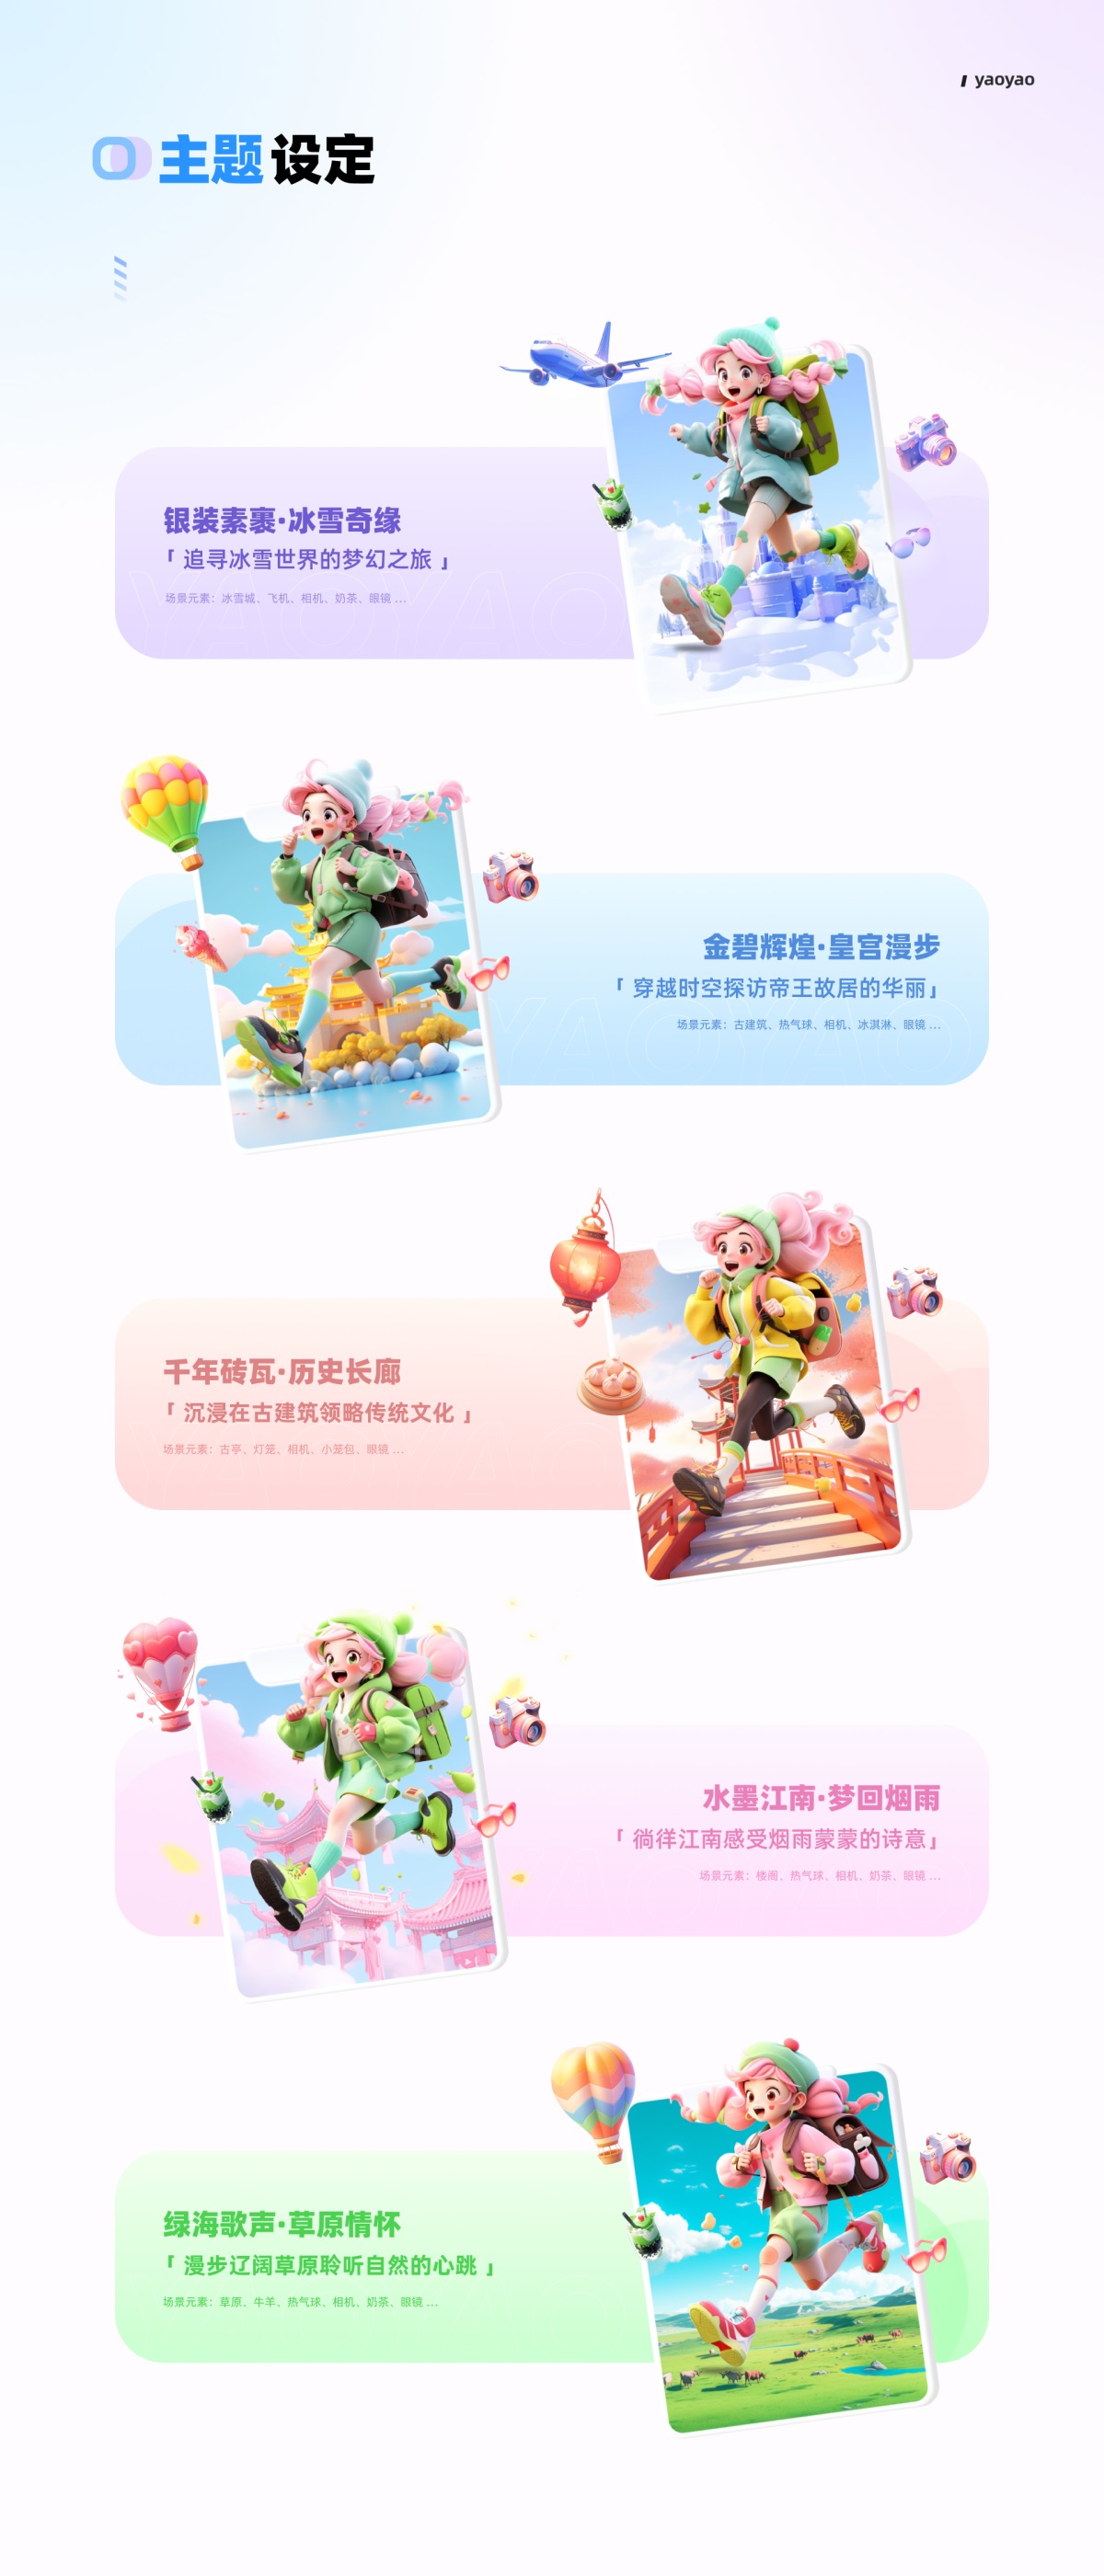 yaoyao
主题设定
银装素裹·冰雪奇缘
「 追寻冰雪世界的梦幻之旅 」
场景元素：冰雪城、飞机、相机、奶茶、眼镜 ...
YAOYAO
金碧辉煌·皇宫漫步
「 穿越时空探访帝王故居的华丽」
场景元素：古建筑、热气球、相机、冰淇淋、眼镜 ...
YAOYAO
千年砖瓦·历史长廊
「 沉浸在古建筑领略传统文化 」
场景元素：古亭、灯笼、相机、小笼包、眼镜 ...
YAOYAO
水墨江南·梦回烟雨
「 徜徉江南感受烟雨蒙蒙的诗意」
场景元素：楼阁、热气球、相机、奶茶、眼镜 ...
YAOYAO
绿海歌声·草原情怀
「 漫步辽阔草原聆听自然的心跳 」
场景元素：草原、牛羊、热气球、相机、奶茶、眼镜 ...